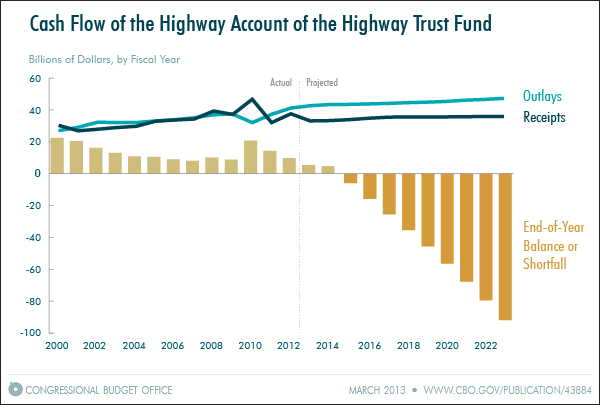 Cash Flow of the Highway Account of the Highway Trust Fund
Billions of Dollars, by Fiscal Year
60
40
20
0
-20
-40
-60
-80
-100
Actual
Projected
Outlays
Receipts
End-of-Year
Balance or
Shortfall
2000 2002 2004 2006 2008 2010 2012 2014 2016 2018 2020 2022
CONGRESSIONAL BUDGET OFFICE
MARCH 2013 • WWW.CBO.GOV/PUBLICATION/43884